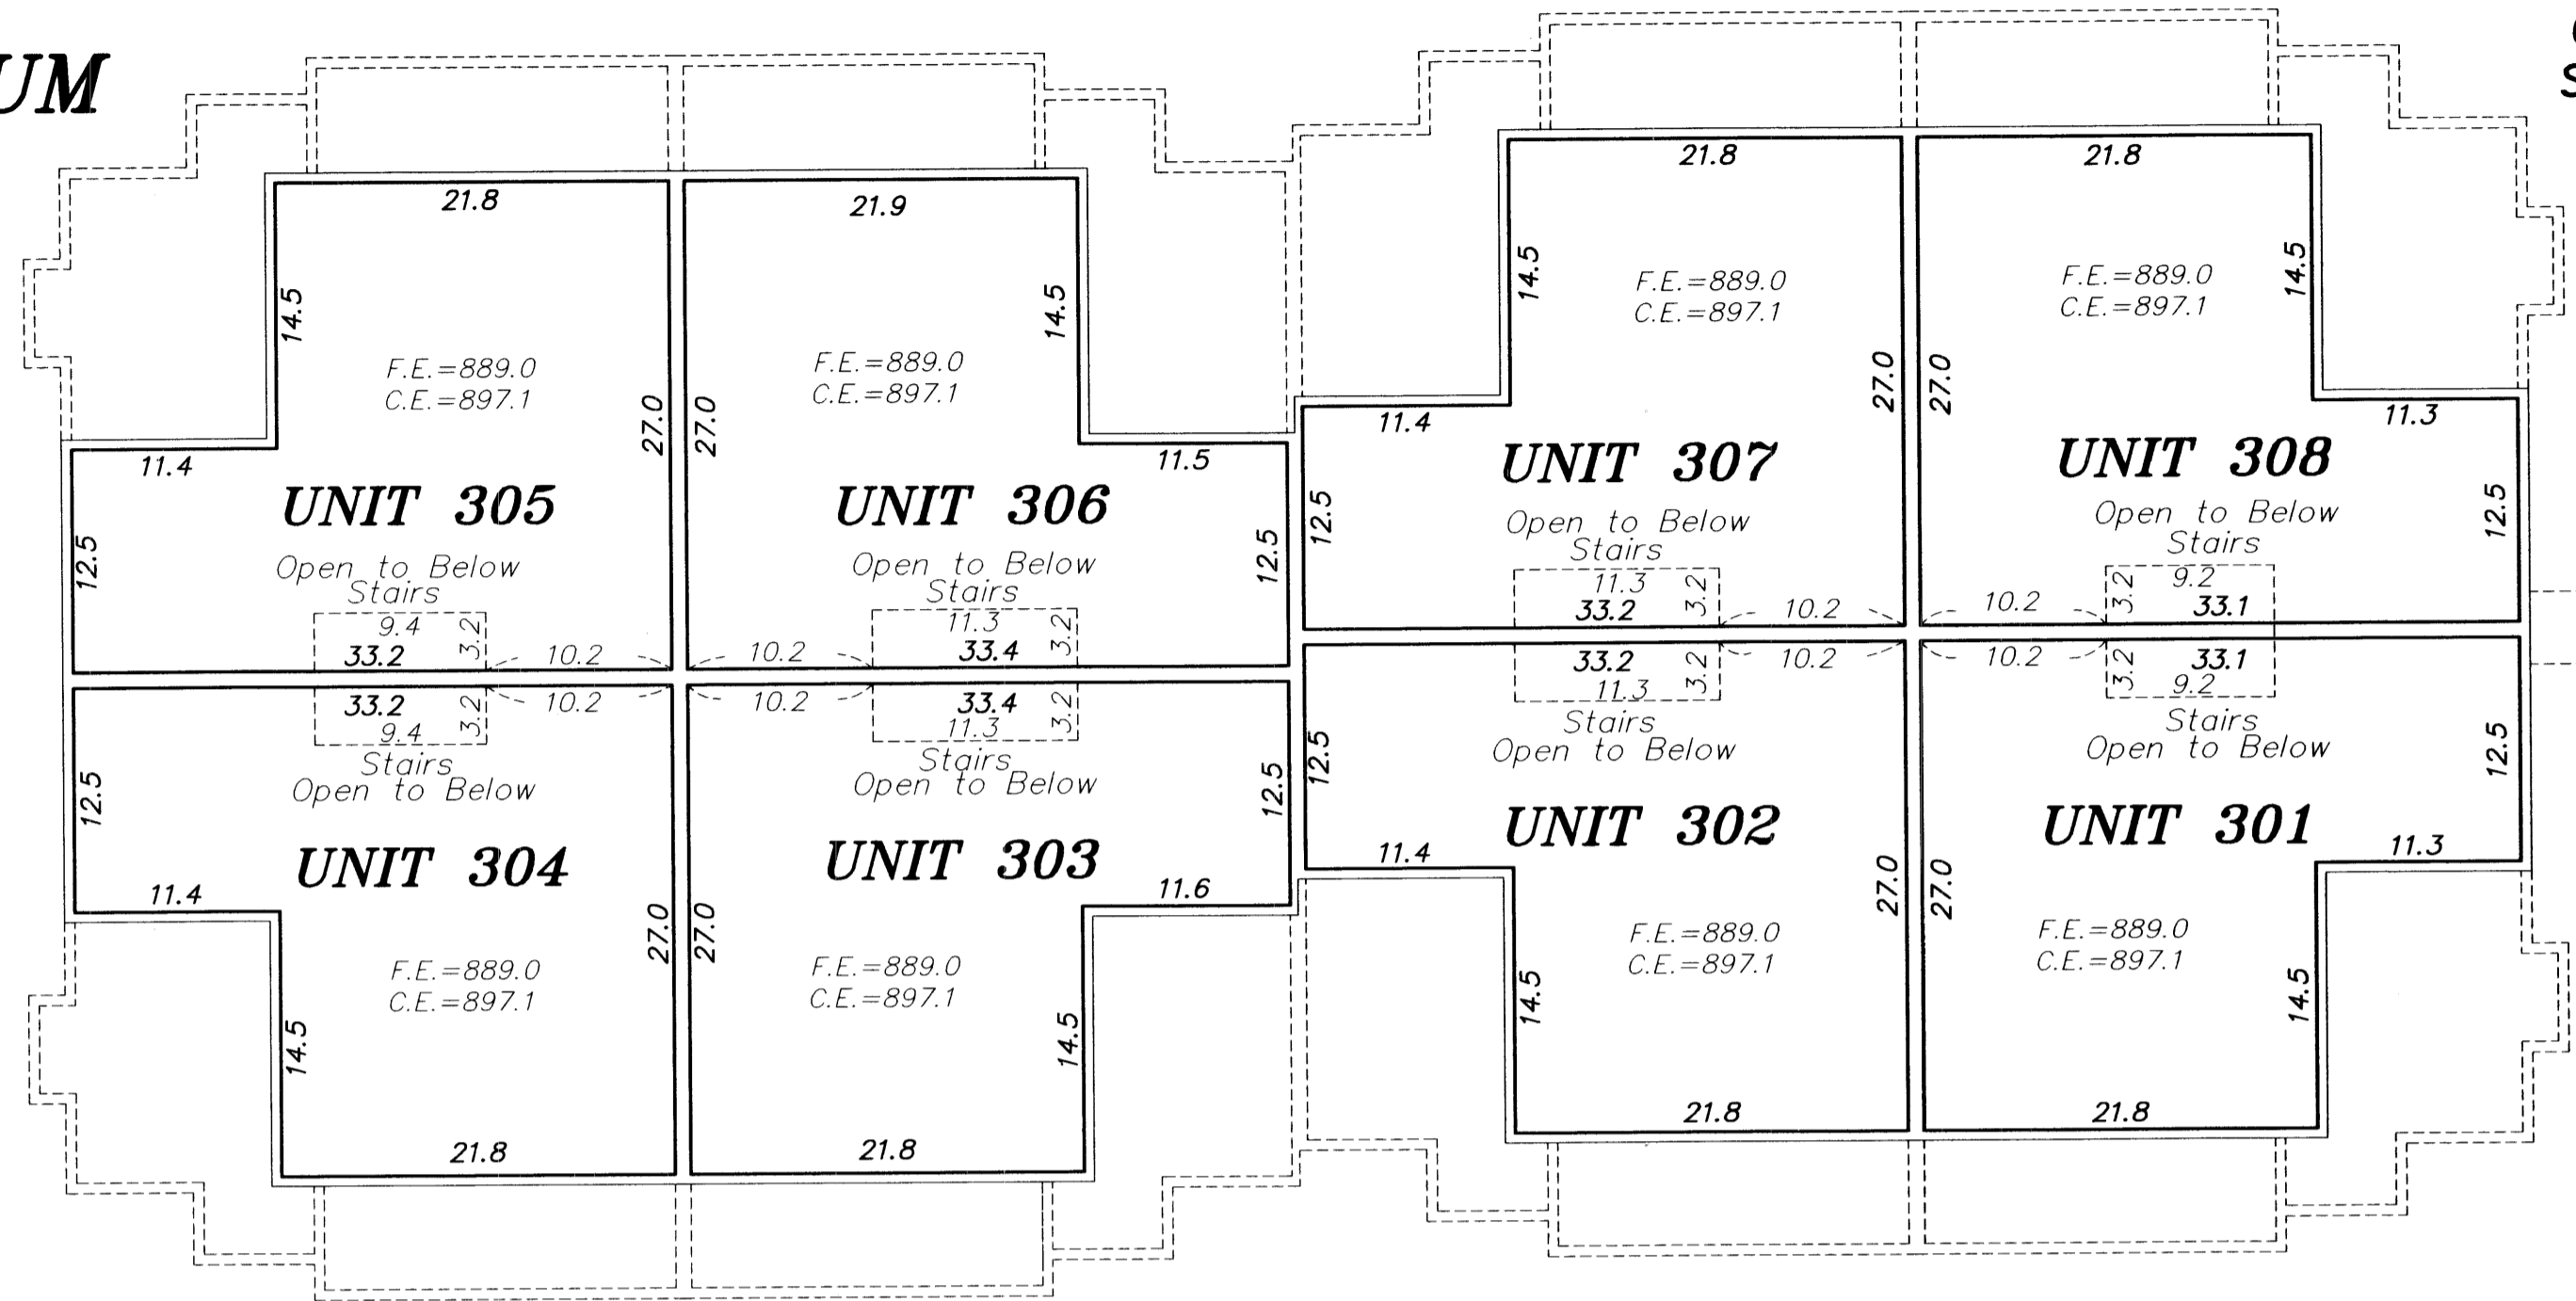 UM
S
21.8
14.5
F.E.=889.0
C.E.=897.1
27.0
11.4
UNIT 305
12.5
Open to Below
Stairs
9.4
3.2
33.2
10.2
21.9
14.5
F.E.=889.0
C.E.=897.1
27.0
11.5
UNIT 306
12.5
Open to Below
Stairs
11.3
3.2
33.4
10.2
21.8
14.5
F.E.=889.0
C.E.=897.1
27.0
11.4
UNIT 307
12.5
Open to Below
Stairs
11.3
3.2
33.2
10.2
21.8
14.5
F.E.=889.0
C.E.=897.1
27.0
11.3
UNIT 308
12.5
Open to Below
Stairs
9.2
3.2
33.1
10.2
33.2
3.2
10.2
9.4
Stairs
Open to Below
12.5
UNIT 304
11.4
27.0
F.E.=889.0
C.E.=897.1
14.5
21.8
33.4
3.2
10.2
11.3
Stairs
Open to Below
12.5
UNIT 303
11.6
27.0
F.E.=889.0
C.E.=897.1
14.5
21.8
33.2
3.2
10.2
11.3
Stairs
Open to Below
12.5
UNIT 302
11.4
27.0
F.E.=889.0
C.E.=897.1
14.5
21.8
33.1
3.2
10.2
9.2
Stairs
Open to Below
12.5
UNIT 301
11.3
27.0
F.E.=889.0
C.E.=897.1
14.5
21.8